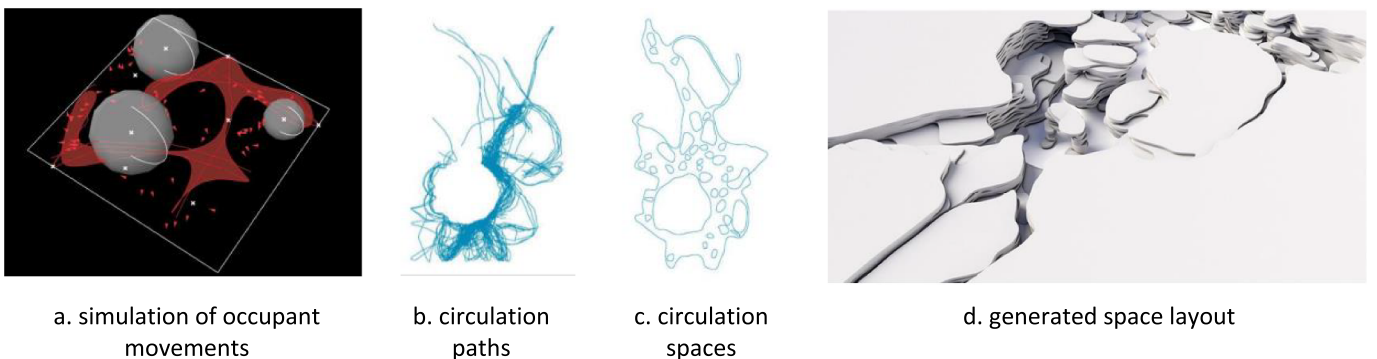 a. simulation of occupant
movements
b. circulation
paths
c. circulation
spaces
d. generated space layout